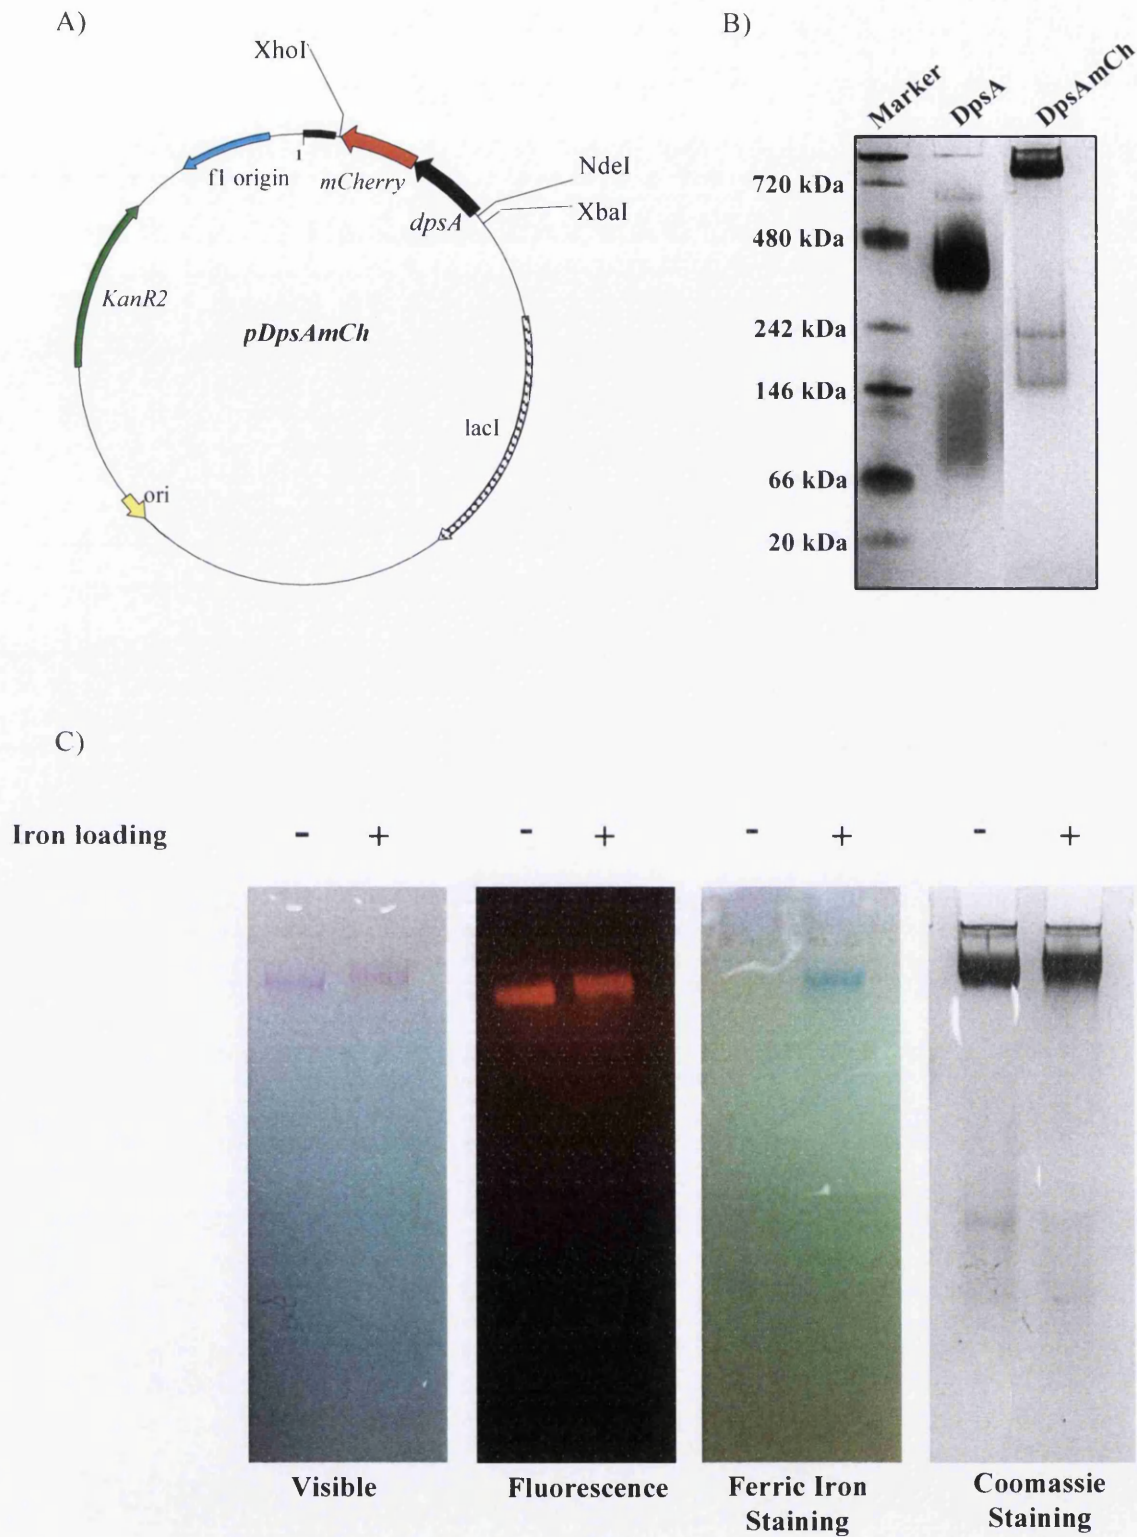 A)
XhoI
NdeI
XbaI
1
f1 origin
mCherry
dpsA
KanR2
pDpsAmCh
lacI
ori
B)
Marker
DpsA
DpsAmCh
720 kDa
480 kDa
242 kDa
146 kDa
66 kDa
20 kDa
C)
Iron loading - + - + - + - +
Visible
Fluorescence
Ferric Iron
Staining
Coomassie
Staining